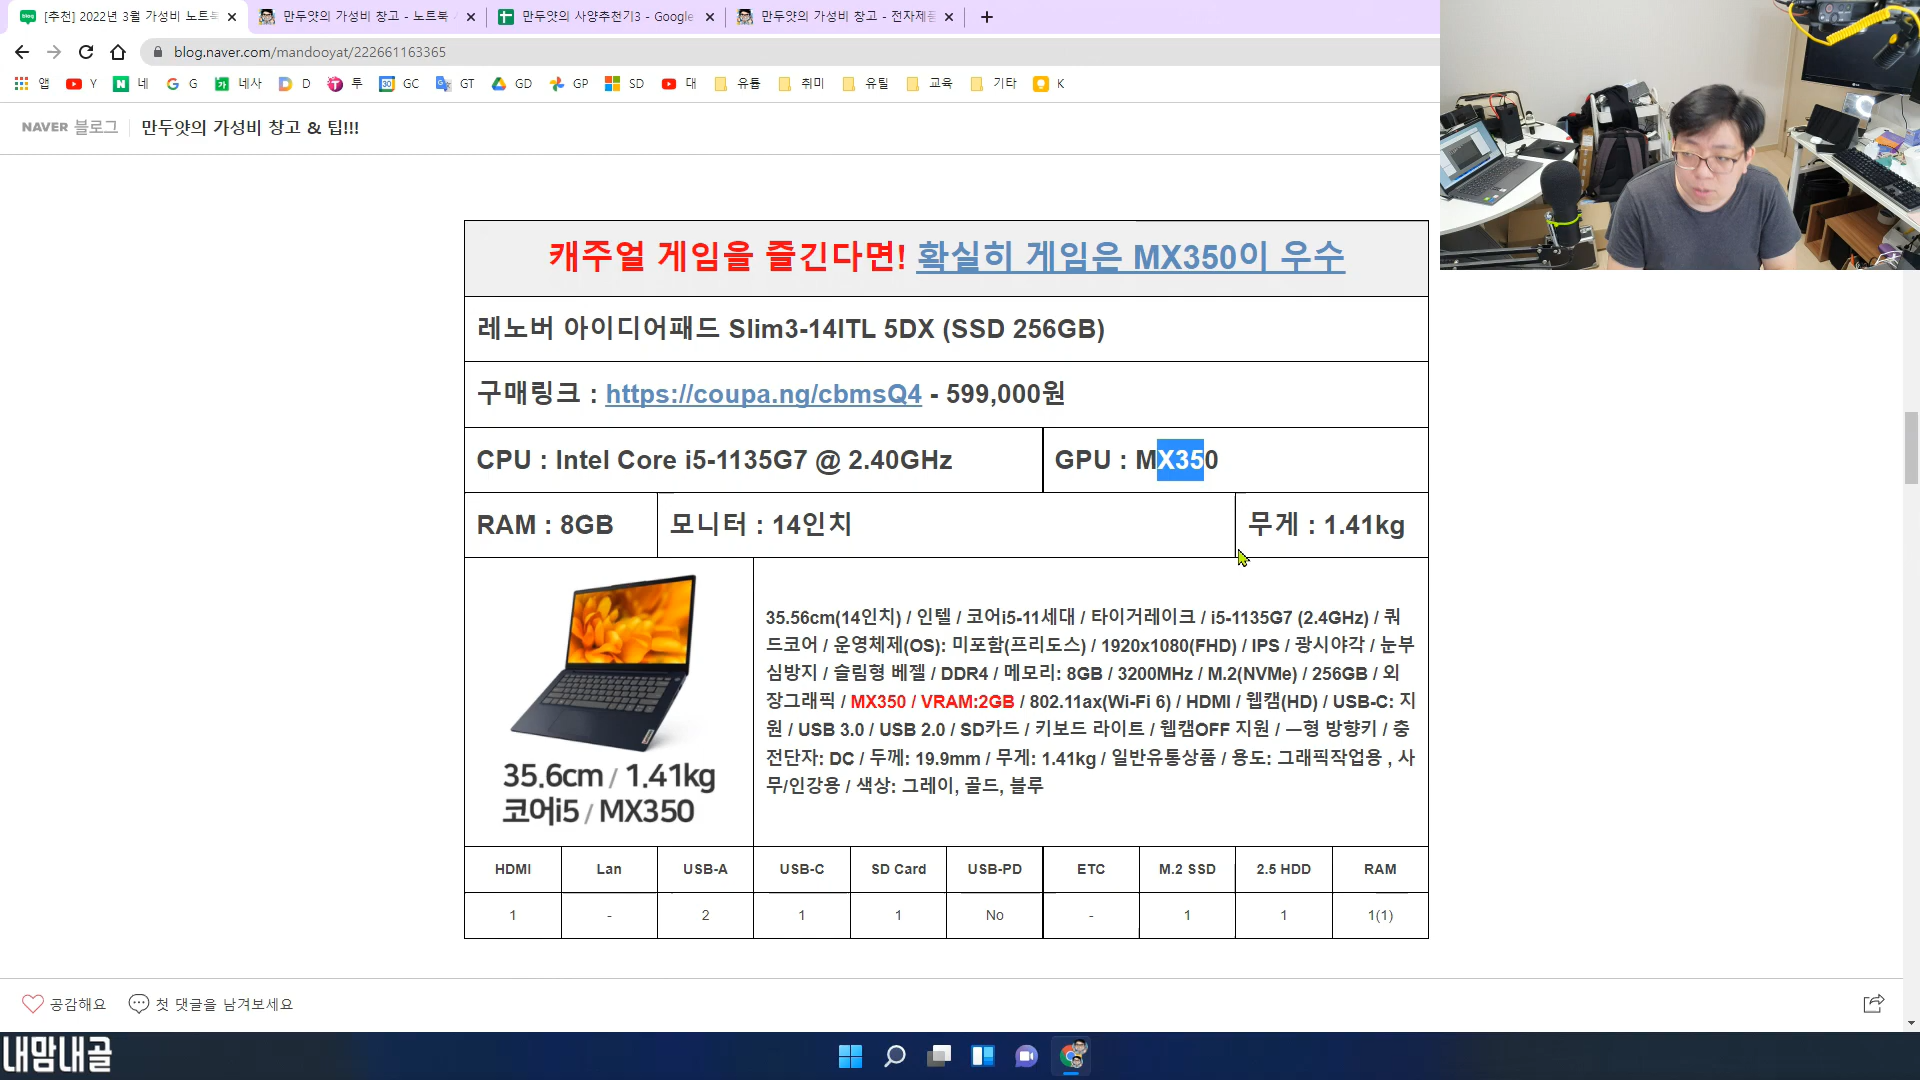 [추천] 2022년 3월 가성비 노트북
만두얏의 가성비 창고 - 노트북
만두얏의 사양추천기3 - Google
만두얏의 가성비 창고 - 전자제품
blog.naver.com/mandooyat/222661163365
앱 Y 네 G 네사 D 투 GC GT GD GP SD 대 유튭 취미 유틸 교육 기타 K
NAVER 블로그 만두얏의 가성비 창고 & 팁!!!
캐주얼 게임을 즐긴다면! 확실히 게임은 MX350이 우수
레노버 아이디어패드 Slim3-14ITL 5DX (SSD 256GB)
구매링크 : https://coupa.ng/cbmsQ4 - 599,000원
CPU : Intel Core i5-1135G7 @ 2.40GHz GPU : MX350
RAM : 8GB 모니터 : 14인치 무게 : 1.41kg
35.6cm / 1.41kg
코어i5 / MX350
35.56cm(14인치) / 인텔 / 코어i5-11세대 / 타이거레이크 / i5-1135G7 (2.4GHz) / 쿼
드코어 / 운영체제(OS): 미포함(프리도스) / 1920x1080(FHD) / IPS / 광시야각 / 눈부
심방지 / 슬림형 베젤 / DDR4 / 메모리: 8GB / 3200MHz / M.2(NVMe) / 256GB / 외
장그래픽 / MX350 / VRAM:2GB / 802.11ax(Wi-Fi 6) / HDMI / 웹캠(HD) / USB-C: 지
원 / USB 3.0 / USB 2.0 / SD카드 / 키보드 라이트 / 웹캠OFF 지원 / ㅡ형 방향키 / 충
전단자: DC / 두께: 19.9mm / 무게: 1.41kg / 일반유통상품 / 용도: 그래픽작업용 , 사
무/인강용 / 색상: 그레이, 골드, 블루
HDMI Lan USB-A USB-C SD Card USB-PD ETC M.2 SSD 2.5 HDD RAM
1 - 2 1 1 No - 1 1 1(1)
공감해요 첫 댓글을 남겨보세요
내맘내골